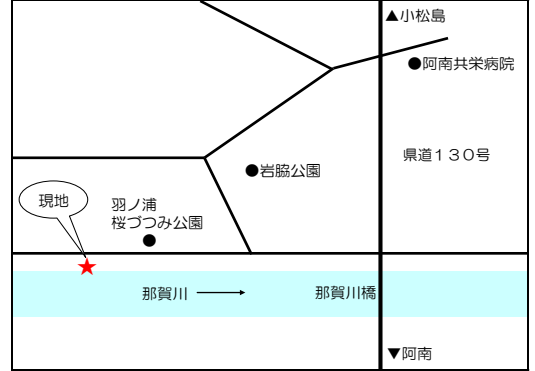 ▲小松島
●阿南共栄病院
県道１３０号
●岩脇公園
現地
羽ノ浦
桜づつみ公園
●
那賀川 →
那賀川橋
▼阿南